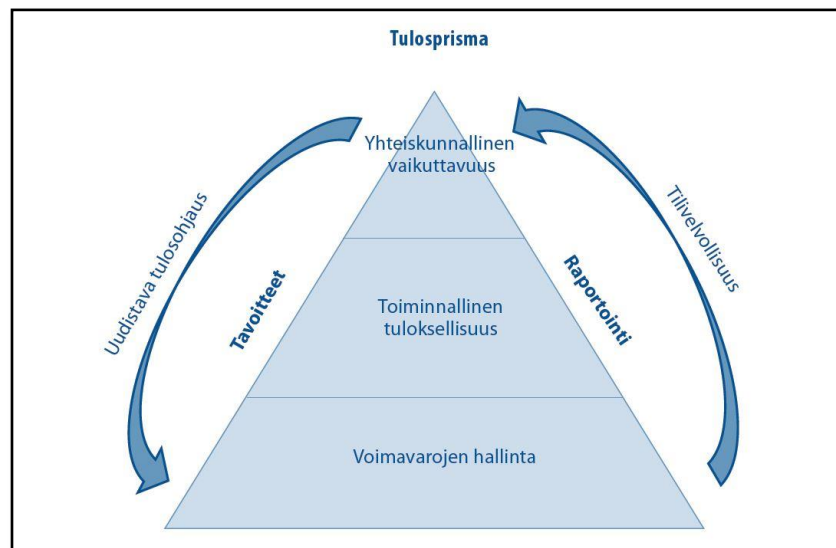 Tulosprisma
Yhteiskunnallinen
vaikuttavuus
Uudistava tulosohjaus
Tavoitteet
Toiminnallinen
tuloksellisuus
Raportointi
Tilivelvollisuus
Voimavarojen hallinta